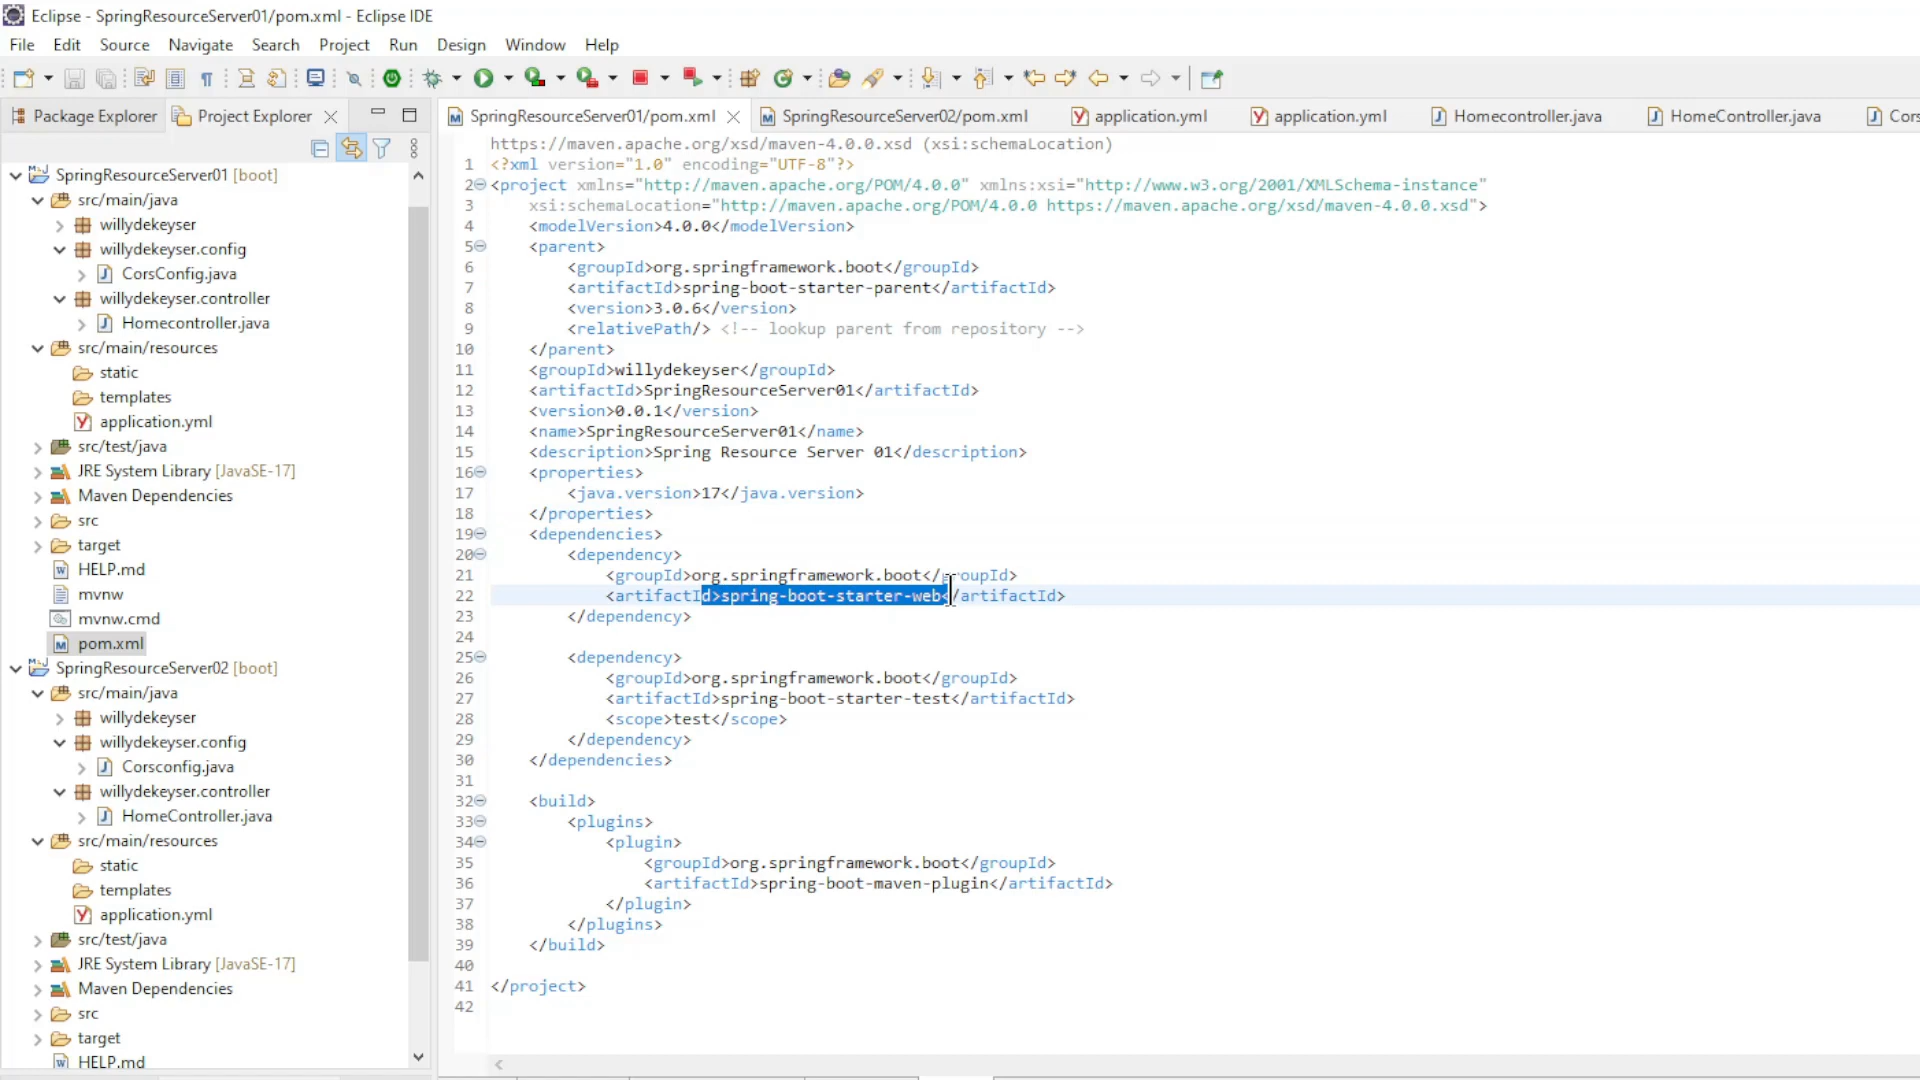 Eclipse - SpringResourceServer01/pom.xml - Eclipse IDE
File Edit Source Navigate Search Project Run Design Window Help
Package Explorer Project Explorer
SpringResourceServer01 [boot]
src/main/java
willydekeyser
willydekeyser.config
CorsConfig.java
willydekeyser.controller
Homecontroller.java
src/main/resources
static
templates
application.yml
src/test/java
JRE System Library [JavaSE-17]
Maven Dependencies
src
target
HELP.md
mvnw
mvnw.cmd
pom.xml
SpringResourceServer02 [boot]
src/main/java
willydekeyser
willydekeyser.config
Corsconfig.java
willydekeyser.controller
HomeController.java
src/main/resources
static
templates
application.yml
src/test/java
JRE System Library [JavaSE-17]
Maven Dependencies
src
target
HELP.md
SpringResourceServer01/pom.xml SpringResourceServer02/pom.xml application.yml application.yml Homecontroller.java HomeController.java Cors
https://maven.apache.org/xsd/maven-4.0.0.xsd (xsi:schemaLocation)
1 <?xml version="1.0" encoding="UTF-8"?>
2 <project xmlns="http://maven.apache.org/POM/4.0.0" xmlns:xsi="http://www.w3.org/2001/XMLSchema-instance"
3 xsi:schemaLocation="http://maven.apache.org/POM/4.0.0 https://maven.apache.org/xsd/maven-4.0.0.xsd">
4 <modelVersion>4.0.0</modelVersion>
5 <parent>
6 <groupId>org.springframework.boot</groupId>
7 <artifactId>spring-boot-starter-parent</artifactId>
8 <version>3.0.6</version>
9 <relativePath/> <!-- lookup parent from repository -->
10 </parent>
11 <groupId>willydekeyser</groupId>
12 <artifactId>SpringResourceServer01</artifactId>
13 <version>0.0.1</version>
14 <name>SpringResourceServer01</name>
15 <description>Spring Resource Server 01</description>
16 <properties>
17 <java.version>17</java.version>
18 </properties>
19 <dependencies>
20 <dependency>
21 <groupId>org.springframework.boot</groupId>
22 <artifactId>spring-boot-starter-web</artifactId>
23 </dependency>
24
25 <dependency>
26 <groupId>org.springframework.boot</groupId>
27 <artifactId>spring-boot-starter-test</artifactId>
28 <scope>test</scope>
29 </dependency>
30 </dependencies>
31
32 <build>
33 <plugins>
34 <plugin>
35 <groupId>org.springframework.boot</groupId>
36 <artifactId>spring-boot-maven-plugin</artifactId>
37 </plugin>
38 </plugins>
39 </build>
40
41 </project>
42